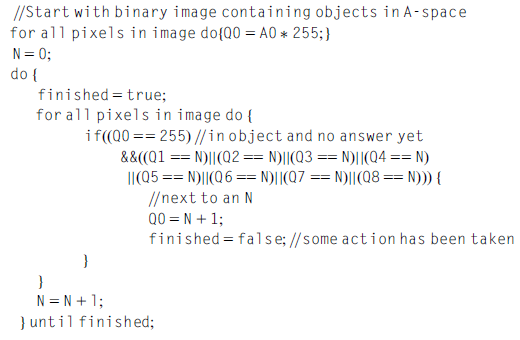 //Start with binary image containing objects in A-space
for all pixels in image do{Q0 = A0 * 255;}
N = 0;
do {
finished = true;
for all pixels in image do {
if((Q0 == 255) //in object and no answer yet
&&((Q1 == N)||(Q2 == N)||(Q3 == N)||(Q4 == N)
||(Q5 == N)||(Q6 == N)||(Q7 == N)||(Q8 == N))) {
//next to an N
Q0 = N + 1;
finished = false; //some action has been taken
}
}
N = N + 1;
} until finished;